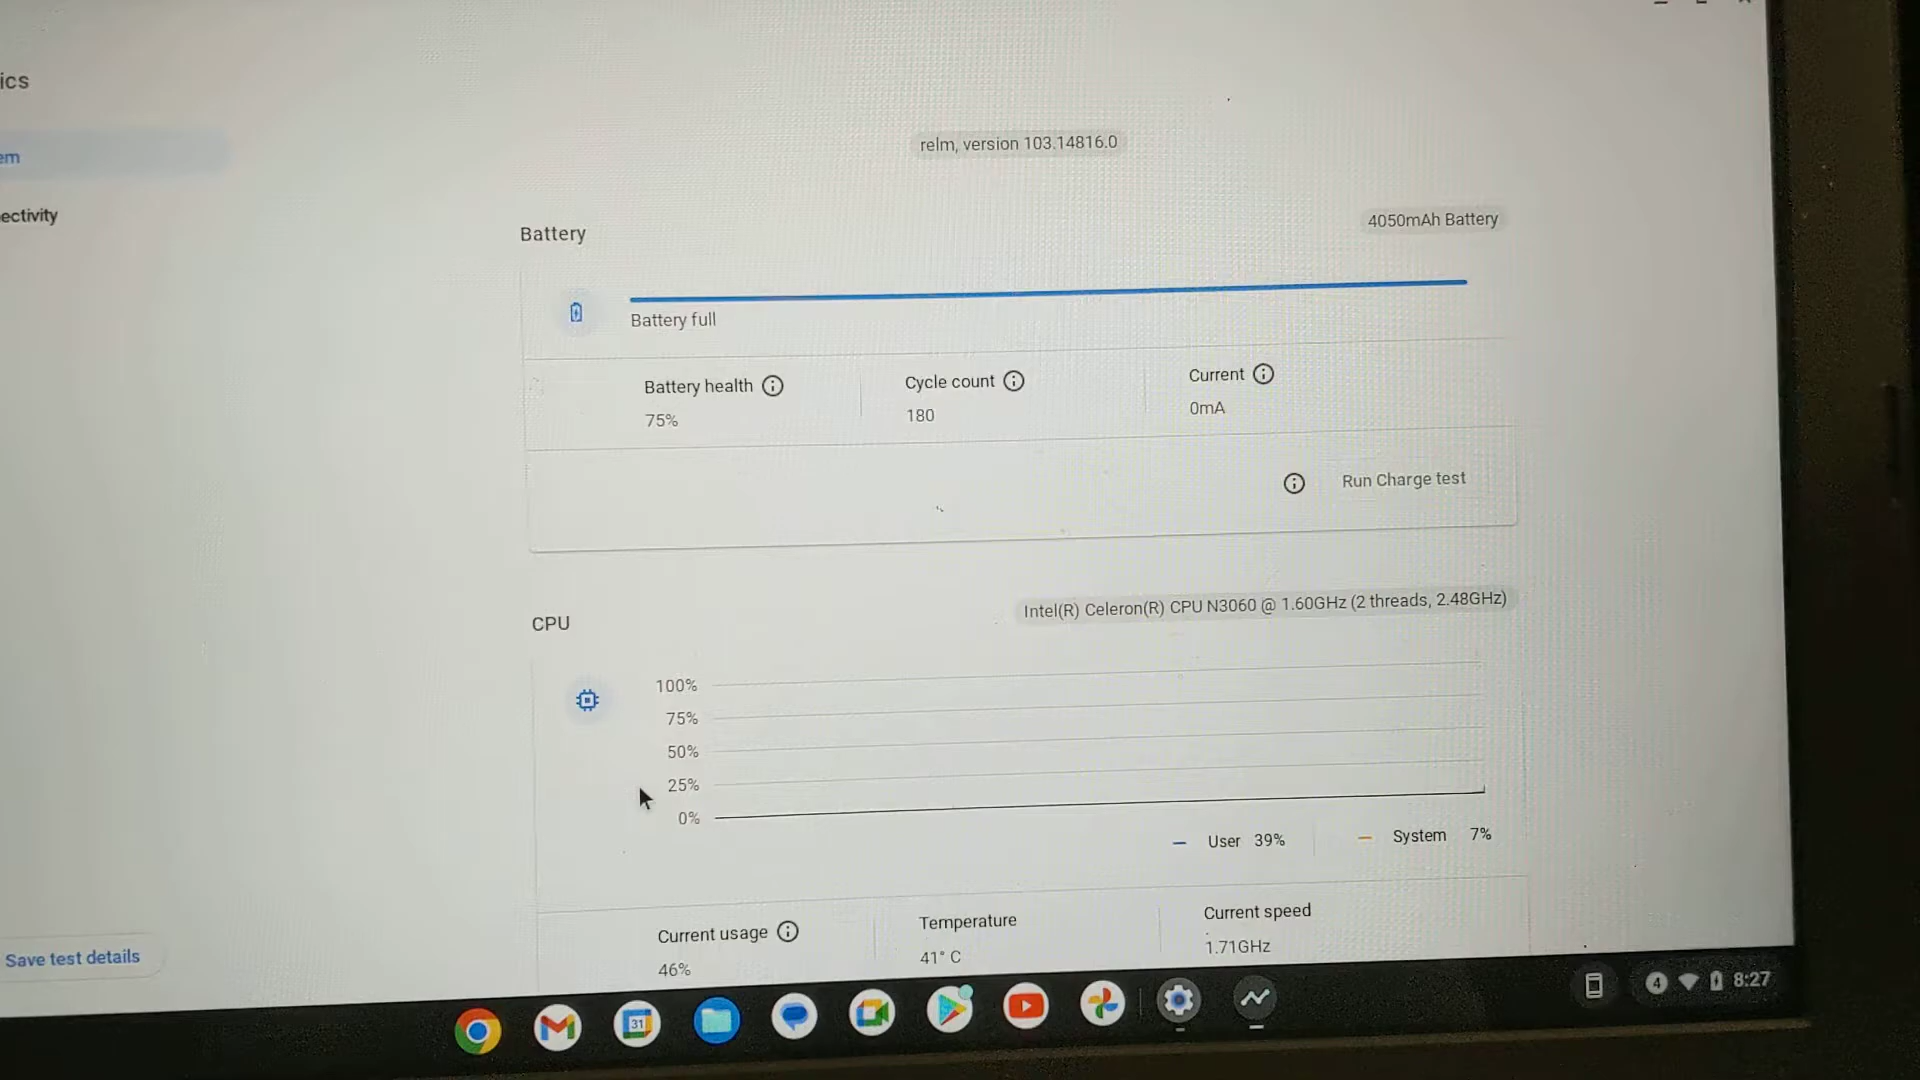 ics
em
ectivity
relm, version 103.14816.0
Battery
4050mAh Battery
Battery full
Battery health
75%
Cycle count
180
Current
0mA
Run Charge test
CPU
Intel(R) Celeron(R) CPU N3060 @ 1.60GHz (2 threads, 2.48GHz)
100%
75%
50%
25%
0%
User 39%
System 7%
Current usage
46%
Temperature
41° C
Current speed
1.71GHz
Save test details
31
4
8:27